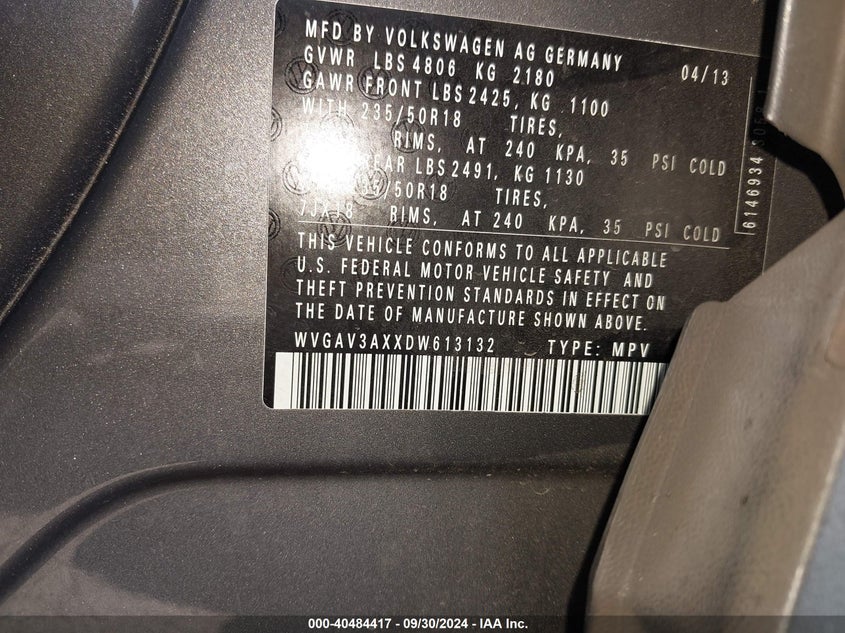 MFD BY VOLKSWAGEN AG GERMANY
GVWR LBS 4806 KG 2180 04/13
GAWR FRONT LBS 2425, KG 1100
WITH 235/50R18 TIRES,
RIMS, AT 240 KPA, 35 PSI COLD
REAR LBS 2491, KG 1130
/50R18 TIRES,
7JX18 RIMS, AT 240 KPA, 35 PSI COLD
THIS VEHICLE CONFORMS TO ALL APPLICABLE
U.S. FEDERAL MOTOR VEHICLE SAFETY AND
THEFT PREVENTION STANDARDS IN EFFECT ON
THE DATE OF MANUFACTURE SHOWN ABOVE.
WVGAV3AXXDW613132 TYPE: MPV
6146934
000-40484417 - 09/30/2024 - IAA Inc.